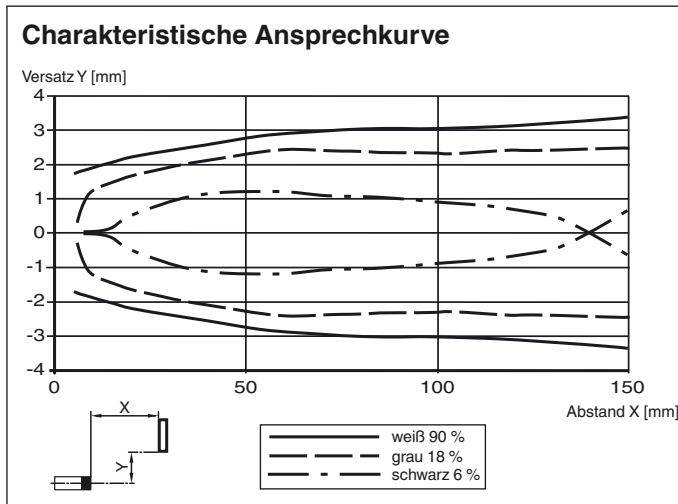 Charakteristische Ansprechkurve
Versatz Y [mm]
4
3
2
1
0
-1
-2
-3
-4
0
50
100
150
Abstand X [mm]
X
Y
weiß 90 %
grau 18 %
schwarz 6 %